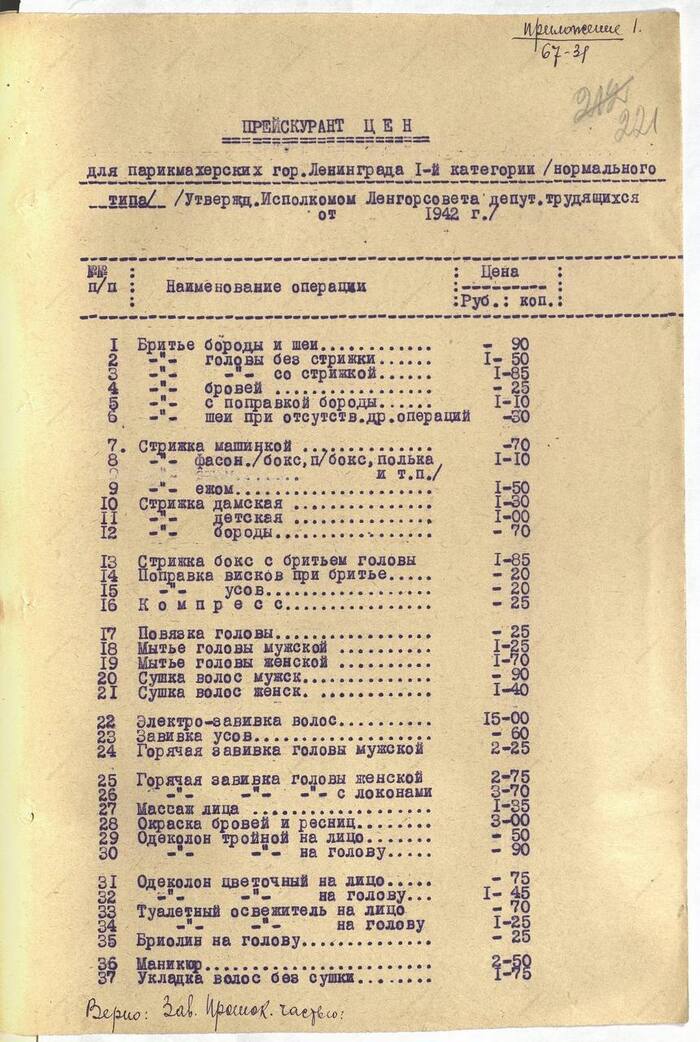 Приложение 1.
67-31
212
221
ПРЕЙСКУРАНТ ЦЕН
для парикмахерских гор.Ленинграда I-й категории /нормального
типа/ /Утвержд.Исполкомом Ленгорсовета депут.трудящихся
от 1942 г./
№№ п/п : Наименование операции : Цена :
:Руб.: коп.:
1 Бритье бороды и шеи............ - 90
2 -"- головы без стрижки...... I- 50
3 -"- -"- со стрижкой...... I-85
4 -"- бровей ............ - 25
5 -"- с поправкой бороды...... I-10
6 -"- шеи при отсутств.др.операций -30
7. Стрижка машинкой ............ -70
8 -"- фасон./бокс,п/бокс,полька I-10
и т.п./
9 -"- ежом.................. I-50
10 Стрижка дамская ............ I-30
11 -"- детская ............ I-00
12 -"- бороды.............. - 70
13 Стрижка бокс с бритьем головы I-85
14 Поправка висков при бритье..... - 20
15 -"- усов.............. - 20
16 К о м п р е с с............ - 25
17 Повязка головы.............. - 25
18 Мытье головы мужской ......... I-25
19 Мытье головы женской ......... I-70
20 Сушка волос мужск............ - 90
21 Сушка волос женск. ........... I-40
22 Электро-завивка волос......... 15-00
23 Завивка усов................ - 60
24 Горячая завивка головы мужской 2-25
25 Горячая завивка головы женской 2-75
26 -"- -"- -"- с локонами 3-70
27 Массаж лица ................ I-35
28 Окраска бровей и ресниц........ 3-00
29 Одеколон тройной на лицо...... - 50
30 -"- -"- на голову..... - 90
31 Одеколон цветочный на лицо..... - 75
32 -"- -"- на голову... I- 45
33 Туалетный освежитель на лицо - 70
34 -"- -"- на голову I-25
35 Бриолин на голову............ - 25
36 Маникюр.................... 2-50
37 Укладка волос без сушки........ I-75
Верно: Зав. Промок. частью: